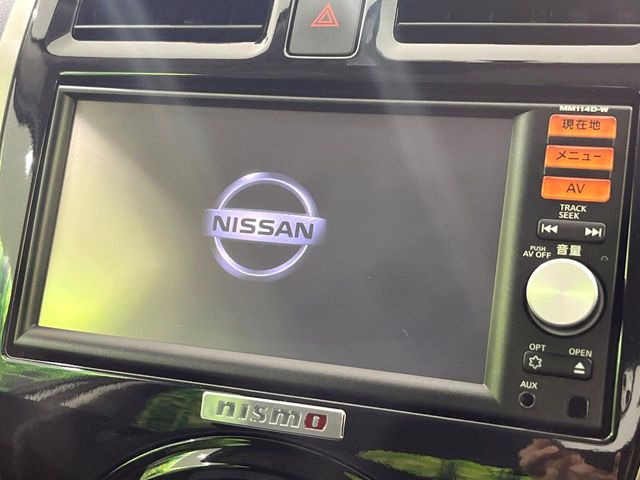 MM114D-W
現在地
メニュー
AV
NISSAN
TRACK
SEEK
PUSH
AV OFF
音量
OPT
OPEN
AUX
nismo